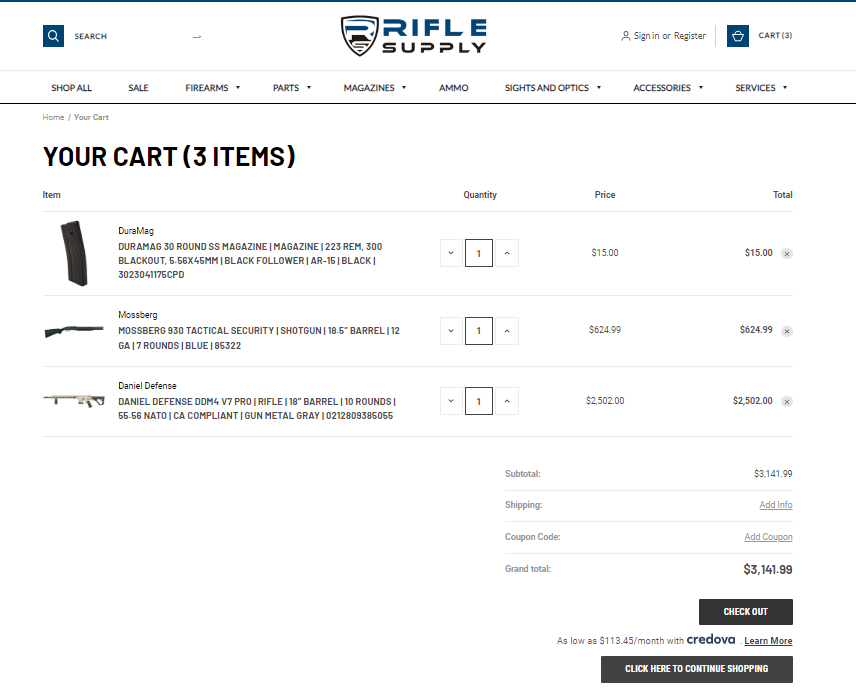 SEARCH
RIFLE
SUPPLY
Sign in or Register
CART (3)
SHOP ALL
SALE
FIREARMS
PARTS
MAGAZINES
AMMO
SIGHTS AND OPTICS
ACCESSORIES
SERVICES
Home / Your Cart
YOUR CART (3 ITEMS)
Item Quantity Price Total
DuraMag
DURAMAG 30 ROUND SS MAGAZINE | MAGAZINE | 223 REM, 300
BLACKOUT, 5.56X45MM | BLACK FOLLOWER | AR-15 | BLACK |
3023041175CPD
1 $15.00 $15.00
Mossberg
MOSSBERG 930 TACTICAL SECURITY | SHOTGUN | 18.5" BARREL | 12
GA | 7 ROUNDS | BLUE | 85322
1 $624.99 $624.99
Daniel Defense
DANIEL DEFENSE DDM4 V7 PRO | RIFLE | 18" BARREL | 10 ROUNDS |
55.56 NATO | CA COMPLIANT | GUN METAL GRAY | 0212809385055
1 $2,502.00 $2,502.00
Subtotal: $3,141.99
Shipping: Add Info
Coupon Code: Add Coupon
Grand total: $3,141.99
CHECK OUT
As low as $113.45/month with credova . Learn More
CLICK HERE TO CONTINUE SHOPPING